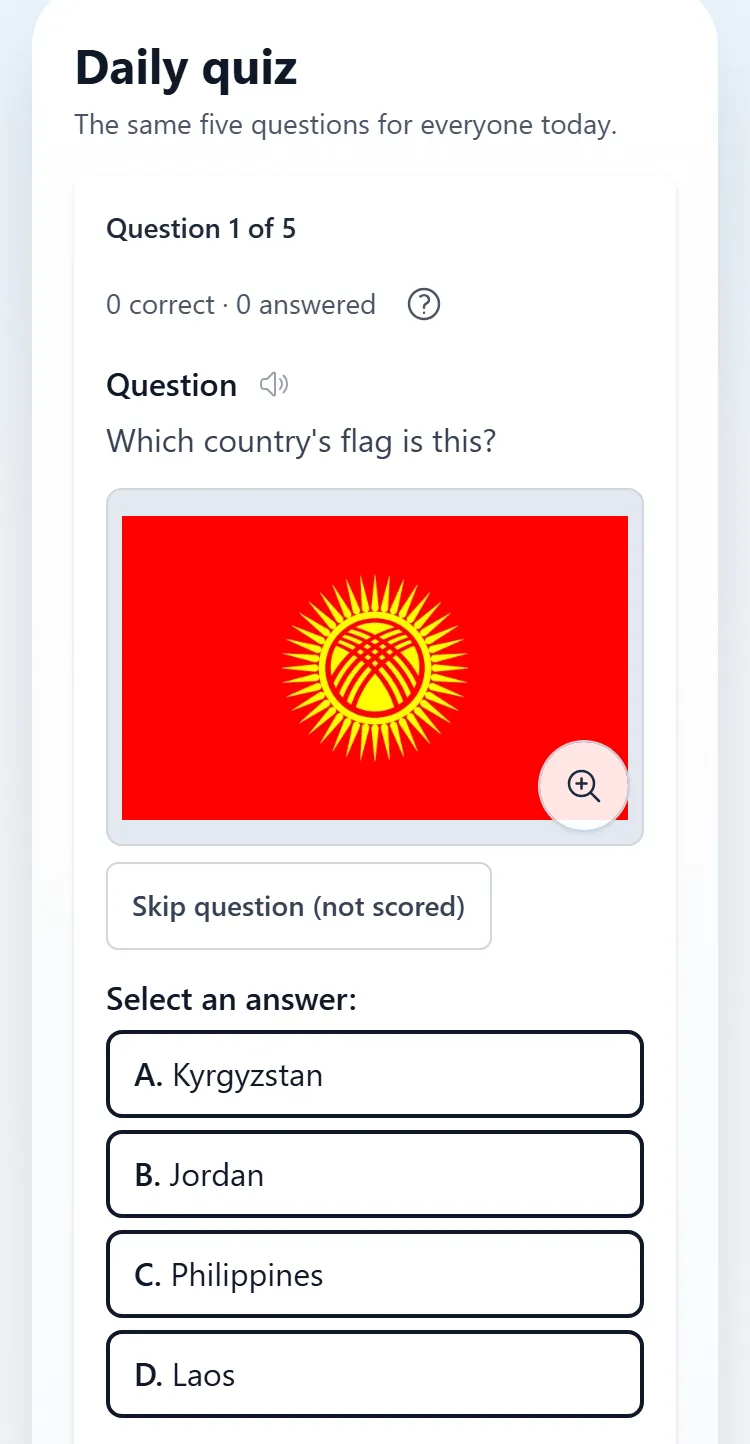 Daily quiz
The same five questions for everyone today.
Question 1 of 5
0 correct · 0 answered
Question
Which country's flag is this?
Skip question (not scored)
Select an answer:
A. Kyrgyzstan
B. Jordan
C. Philippines
D. Laos